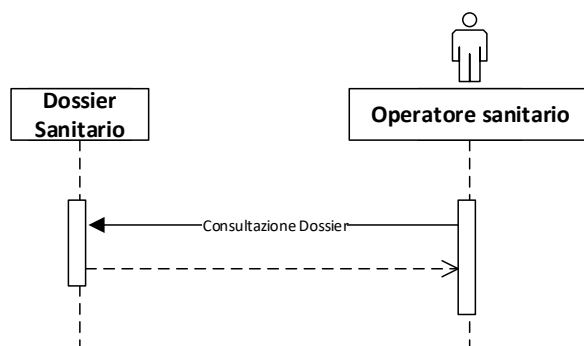 Dossier
Sanitario
Operatore sanitario
Consultazione Dossier